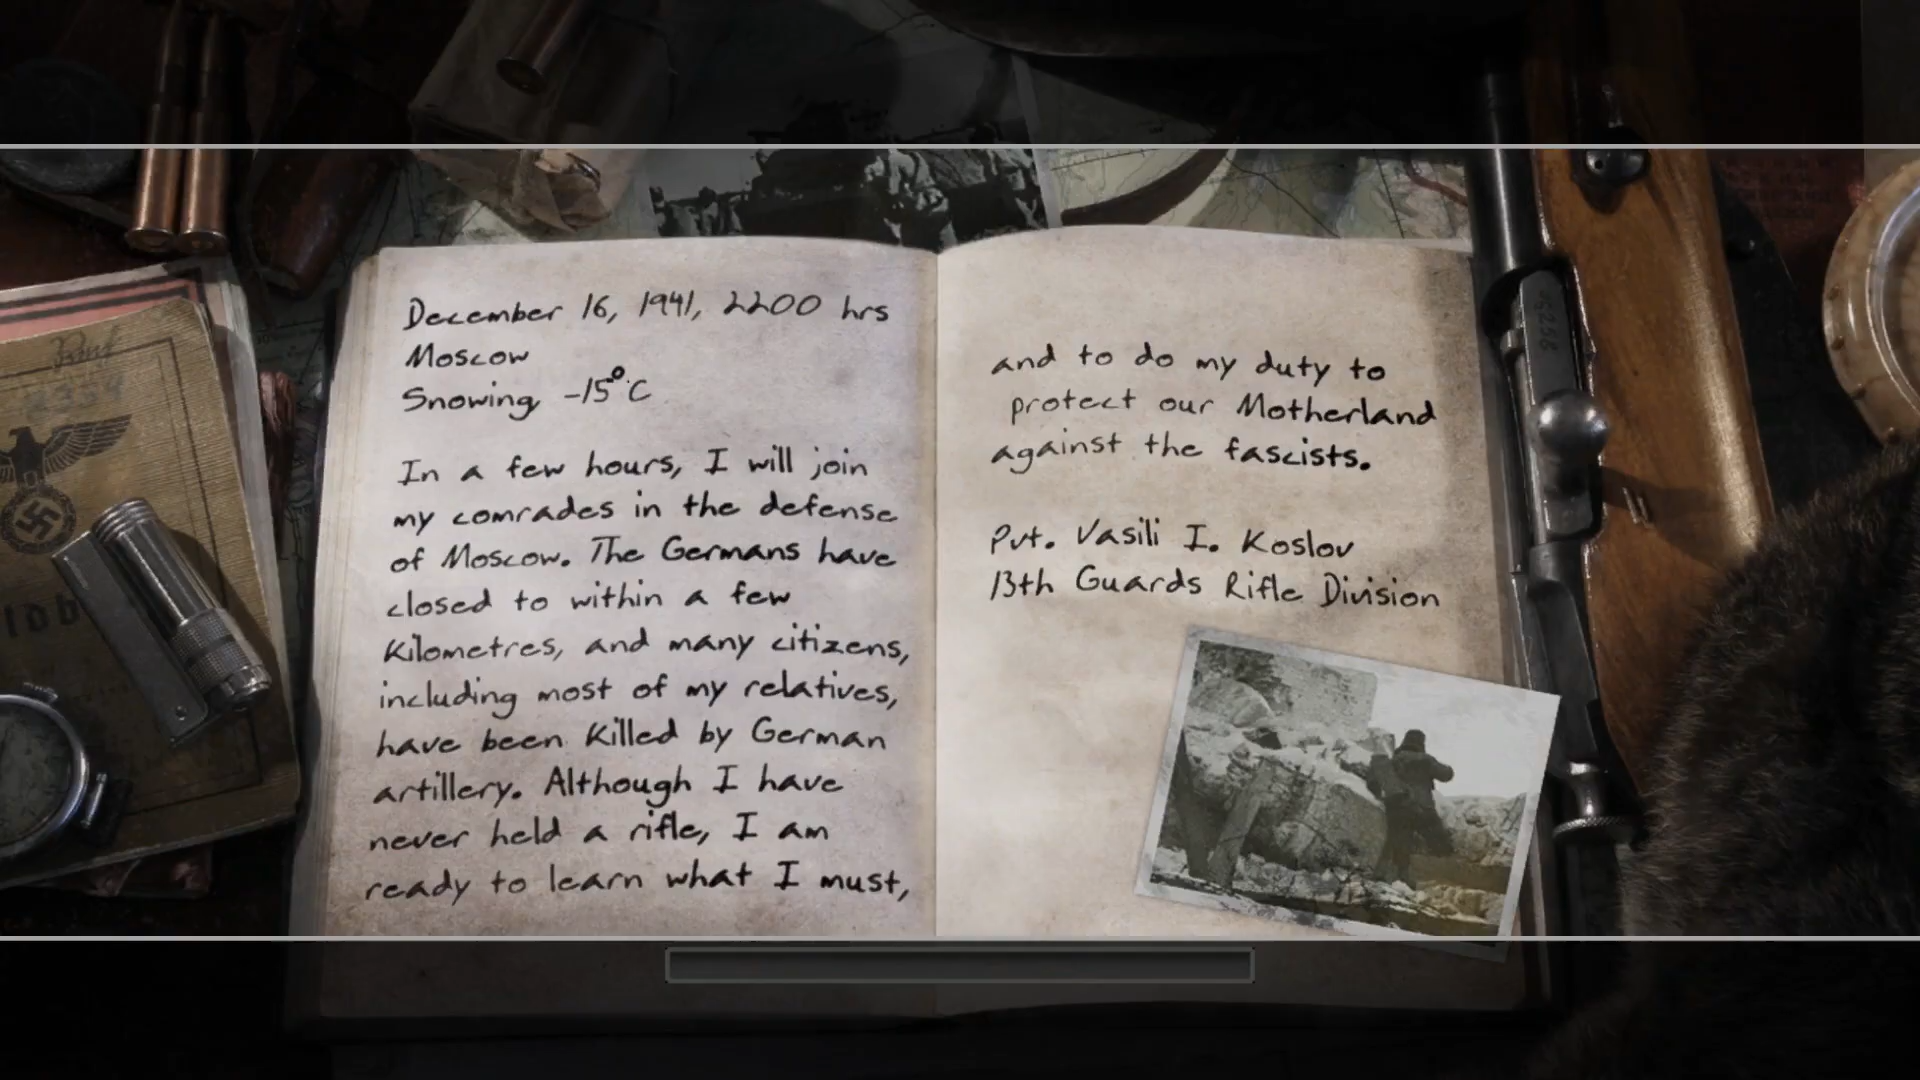 December 16, 1941, 2200 hrs
Moscow
Snowing -15°C
In a few hours, I will join
my comrades in the defense
of Moscow. The Germans have
closed to within a few
kilometres, and many citizens,
including most of my relatives,
have been killed by German
artillery. Although I have
never held a rifle, I am
ready to learn what I must,
and to do my duty to
protect our Motherland
against the fascists.
Pvt. Vasili I. Koslov
13th Guards Rifle Division